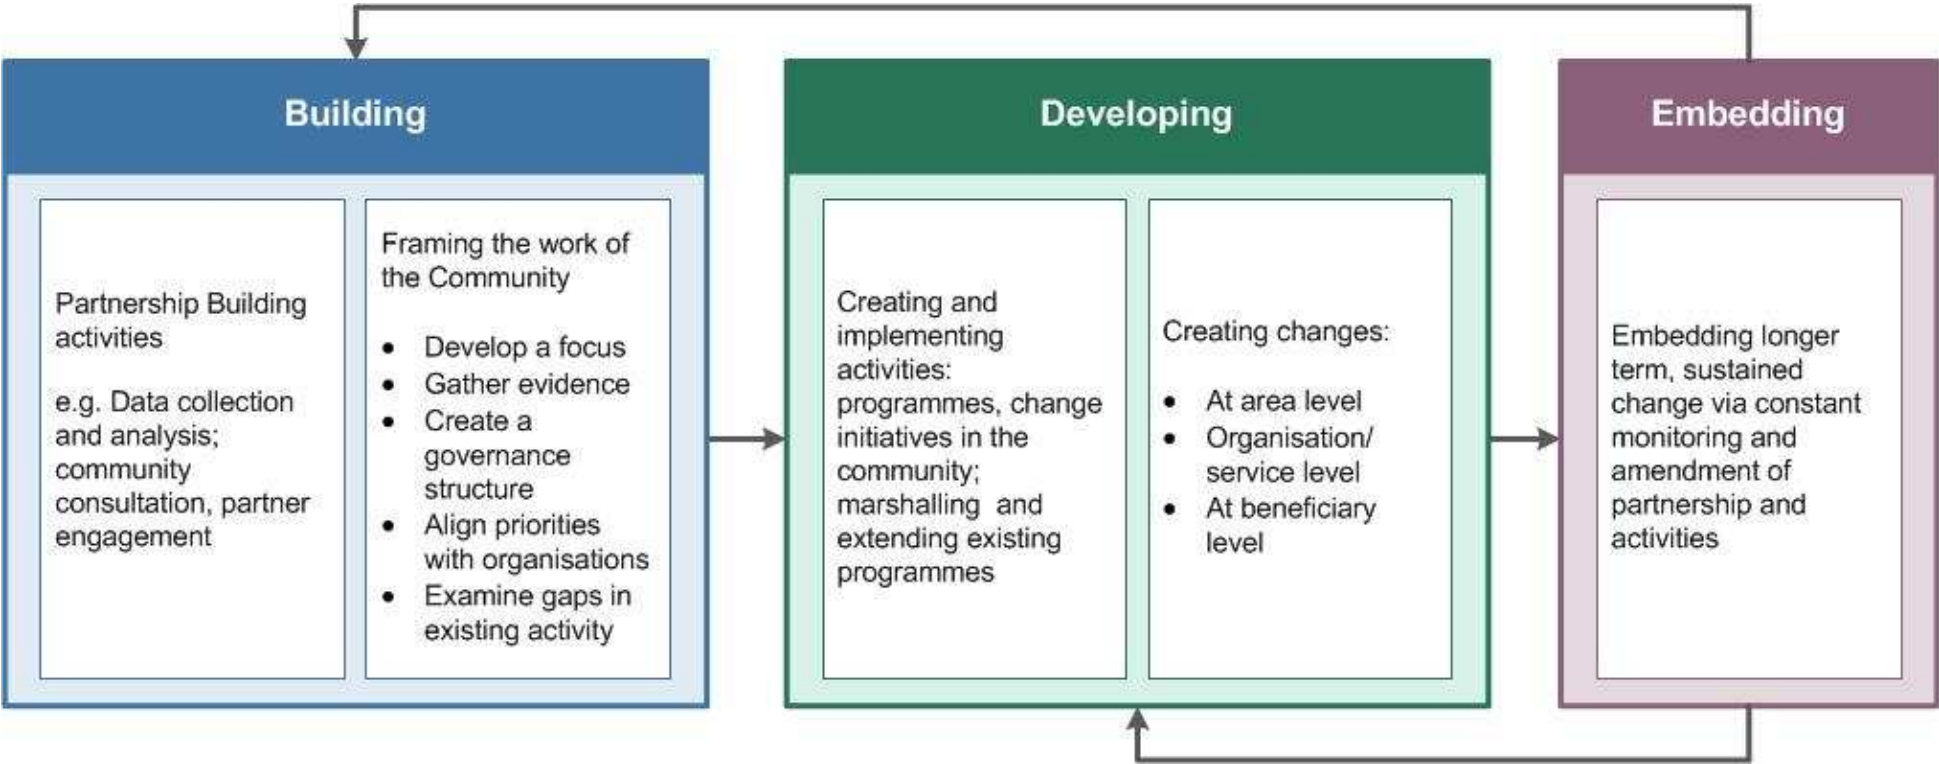 Building
Partnership Building
activities
e.g. Data collection
and analysis;
community
consultation, partner
engagement
Framing the work of
the Community
• Develop a focus
• Gather evidence
• Create a
governance
structure
• Align priorities
with organisations
• Examine gaps in
existing activity
Developing
Creating and
implementing
activities:
programmes, change
initiatives in the
community;
marshalling and
extending existing
programmes
Creating changes:
• At area level
• Organisation/
service level
• At beneficiary
level
Embedding
Embedding longer
term, sustained
change via constant
monitoring and
amendment of
partnership and
activities